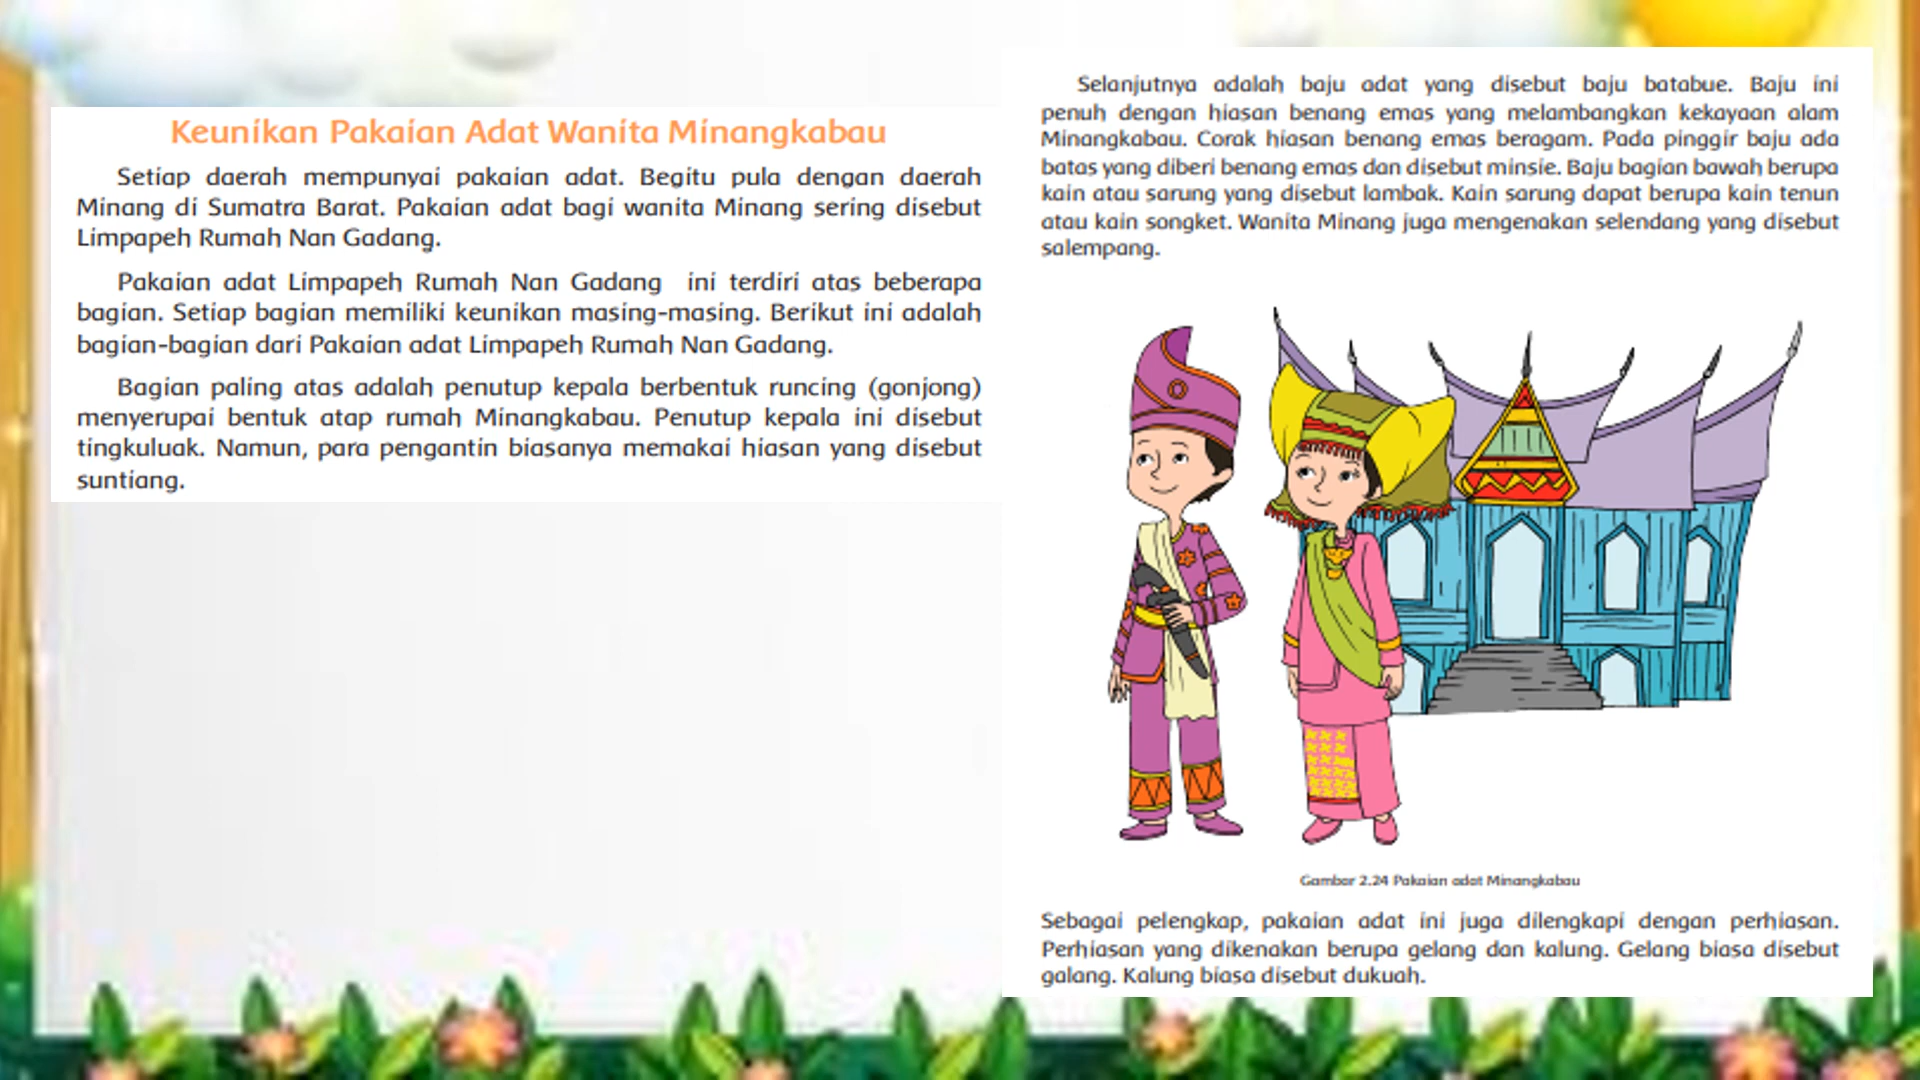 Keunikan Pakaian Adat Wanita Minangkabau
Setiap daerah mempunyai pakaian adat. Begitu pula dengan daerah
Minang di Sumatra Barat. Pakaian adat bagi wanita Minang sering disebut
Limpapeh Rumah Nan Gadang.
Pakaian adat Limpapeh Rumah Nan Gadang ini terdiri atas beberapa
bagian. Setiap bagian memiliki keunikan masing-masing. Berikut ini adalah
bagian-bagian dari Pakaian adat Limpapeh Rumah Nan Gadang.
Bagian paling atas adalah penutup kepala berbentuk runcing (gonjong)
menyerupai bentuk atap rumah Minangkabau. Penutup kepala ini disebut
tingkuluak. Namun, para pengantin biasanya memakai hiasan yang disebut
suntiang.
Selanjutnya adalah baju adat yang disebut baju batabue. Baju ini
penuh dengan hiasan benang emas yang melambangkan kekayaan alam
Minangkabau. Corak hiasan benang emas beragam. Pada pinggir baju ada
batas yang diberi benang emas dan disebut minsie. Baju bagian bawah berupa
kain atau sarung yang disebut lambak. Kain sarung dapat berupa kain tenun
atau kain songket. Wanita Minang juga mengenakan selendang yang disebut
salempang.
Gambar 2.24 Pakaian adat Minangkabau
Sebagai pelengkap, pakaian adat ini juga dilengkapi dengan perhiasan.
Perhiasan yang dikenakan berupa gelang dan kalung. Gelang biasa disebut
galang. Kalung biasa disebut dukuah.